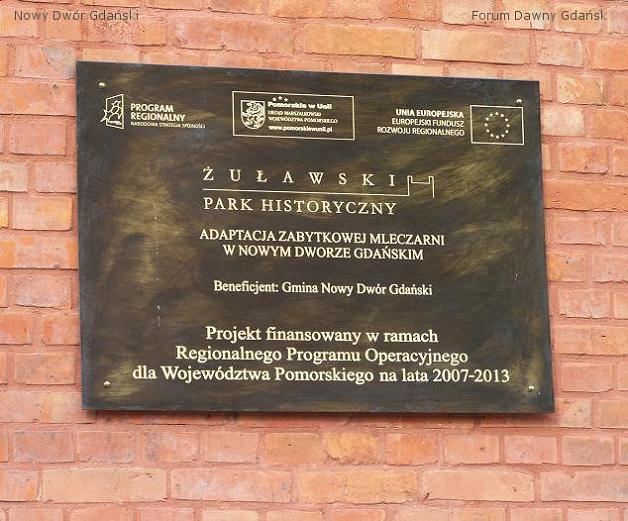 Nowy Dwór Gdański
Forum Dawny Gdańsk
PROGRAM
REGIONALNY
NARODOWA STRATEGIA SPÓJNOŚCI
Pomorskie w Unii
URZĄD MARSZAŁKOWSKI
WOJEWÓDZTWA POMORSKIEGO
www.pomorskiewunii.pl
UNIA EUROPEJSKA
EUROPEJSKI FUNDUSZ
ROZWOJU REGIONALNEGO
ŻUŁAWSKI
PARK HISTORYCZNY
ADAPTACJA ZABYTKOWEJ MLECZARNI
W NOWYM DWORZE GDAŃSKIM
Beneficjent: Gmina Nowy Dwór Gdański
Projekt finansowany w ramach
Regionalnego Programu Operacyjnego
dla Województwa Pomorskiego na lata 2007-2013